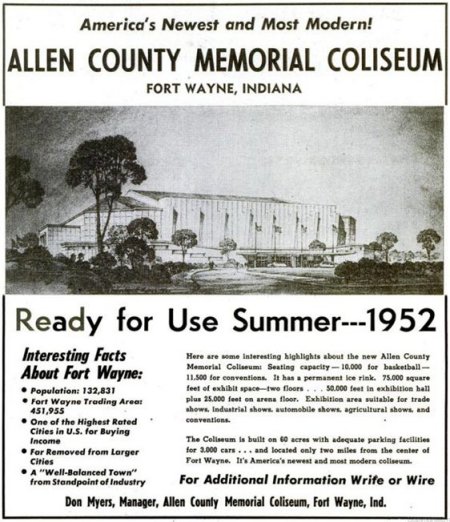 America's Newest and Most Modern!
ALLEN COUNTY MEMORIAL COLISEUM
FORT WAYNE, INDIANA
Ready for Use Summer---1952
Interesting Facts
About Fort Wayne:
● Population: 132,831
● Fort Wayne Trading Area:
451,955
● One of the Highest Rated
Cities in U.S. for Buying
Income
● Far Removed from Larger
Cities
● A "Well-Balanced Town"
from Standpoint of Industry
Here are some interesting highlights about the new Allen County
Memorial Coliseum: Seating capacity—10,000 for basketball—
11,500 for conventions. It has a permanent ice rink. 75,000 square
feet of exhibit space—two floors . . . 50,000 feet in exhibition hall
plus 25,000 feet on arena floor. Exhibition area suitable for trade
shows, industrial shows, automobile shows, agricultural shows, and
conventions.
The Coliseum is built on 60 acres with adequate parking facilities
for 3,000 cars . . . and located only two miles from the center of
Fort Wayne. It's America's newest and most modern coliseum.
For Additional Information Write or Wire
Don Myers, Manager, Allen County Memorial Coliseum, Fort Wayne, Ind.